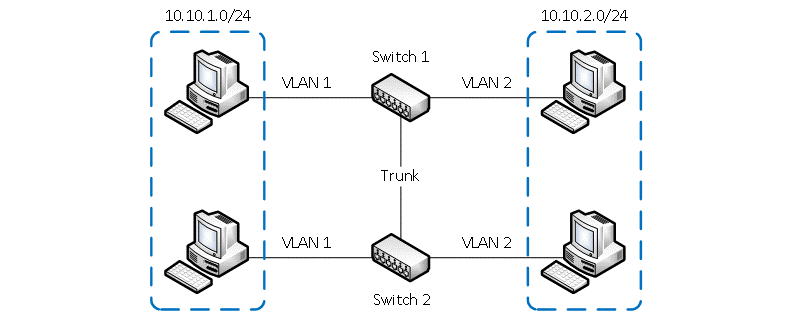 10.10.1.0/24
10.10.2.0/24
Switch 1
VLAN 1
VLAN 2
Trunk
VLAN 1
VLAN 2
Switch 2